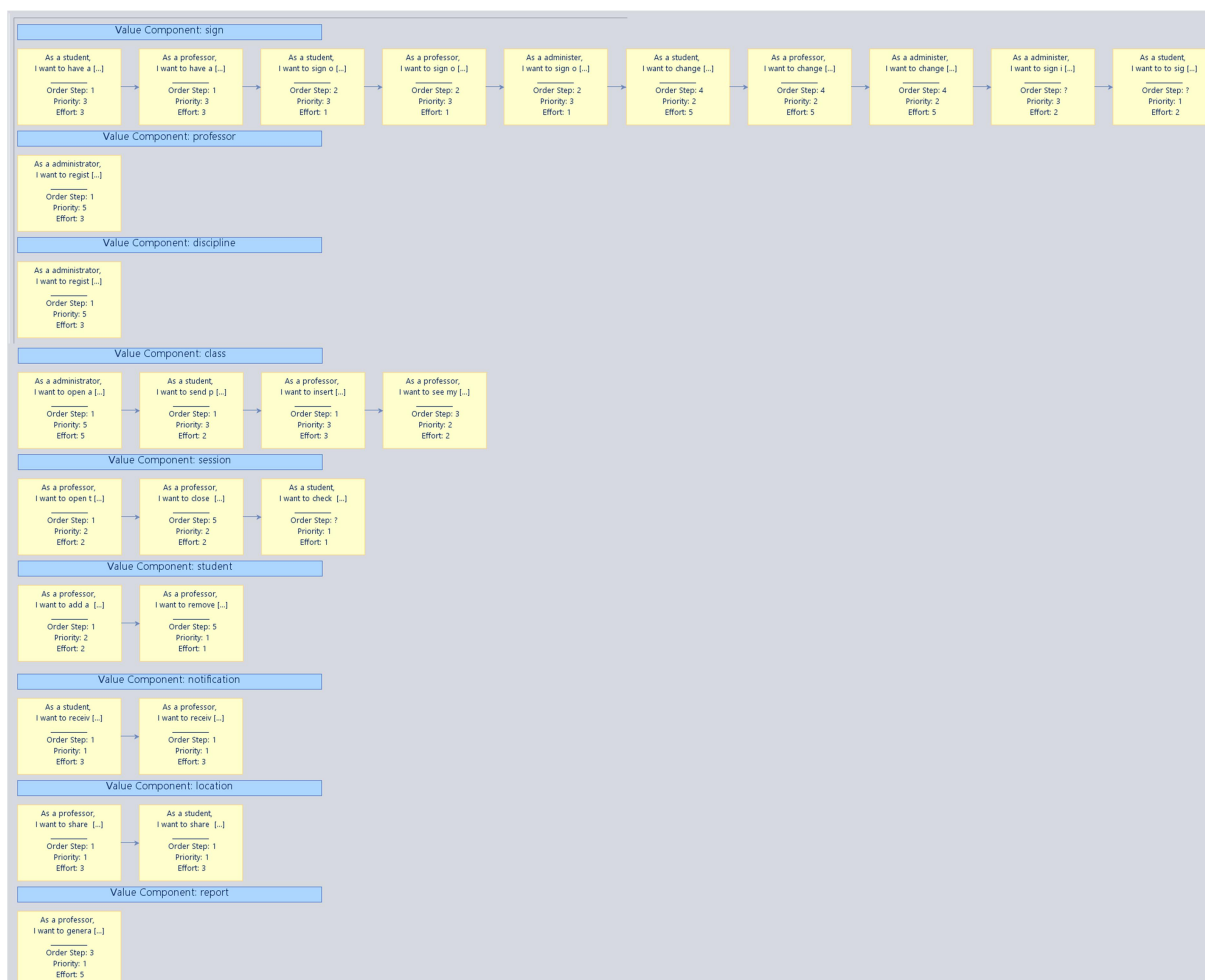 Value Component: sign
As a student,
I want to have a [...]
Order Step: 1
Priority: 3
Effort: 3
As a professor,
I want to have a [...]
Order Step: 1
Priority: 3
Effort: 3
As a student,
I want to sign o [...]
Order Step: 2
Priority: 3
Effort: 1
As a professor,
I want to sign o [...]
Order Step: 2
Priority: 3
Effort: 1
As a administer,
I want to sign o [...]
Order Step: 2
Priority: 3
Effort: 1
As a student,
I want to change [...]
Order Step: 4
Priority: 2
Effort: 5
As a professor,
I want to change [...]
Order Step: 4
Priority: 2
Effort: 5
As a administer,
I want to change [...]
Order Step: 4
Priority: 2
Effort: 5
As a administer,
I want to sign i [...]
Order Step: ?
Priority: 3
Effort: 2
As a student,
I want to to sig [...]
Order Step: ?
Priority: 1
Effort: 2
Value Component: professor
As a administrator,
I want to regist [...]
Order Step: 1
Priority: 5
Effort: 3
Value Component: discipline
As a administrator,
I want to regist [...]
Order Step: 1
Priority: 5
Effort: 3
Value Component: class
As a administrator,
I want to open a [...]
Order Step: 1
Priority: 5
Effort: 5
As a student,
I want to send p [...]
Order Step: 1
Priority: 3
Effort: 2
As a professor,
I want to insert [...]
Order Step: 1
Priority: 3
Effort: 3
As a professor,
I want to see my [...]
Order Step: 3
Priority: 2
Effort: 2
Value Component: session
As a professor,
I want to open t [...]
Order Step: 1
Priority: 2
Effort: 2
As a professor,
I want to close [...]
Order Step: 5
Priority: 2
Effort: 2
As a student,
I want to check [...]
Order Step: ?
Priority: 1
Effort: 1
Value Component: student
As a professor,
I want to add a [...]
Order Step: 1
Priority: 2
Effort: 2
As a professor,
I want to remove [...]
Order Step: 5
Priority: 1
Effort: 1
Value Component: notification
As a student,
I want to receiv [...]
Order Step: 1
Priority: 1
Effort: 3
As a professor,
I want to receiv [...]
Order Step: 1
Priority: 1
Effort: 3
Value Component: location
As a professor,
I want to share [...]
Order Step: 1
Priority: 1
Effort: 3
As a student,
I want to share [...]
Order Step: 1
Priority: 1
Effort: 3
Value Component: report
As a professor,
I want to genera [...]
Order Step: 3
Priority: 1
Effort: 5